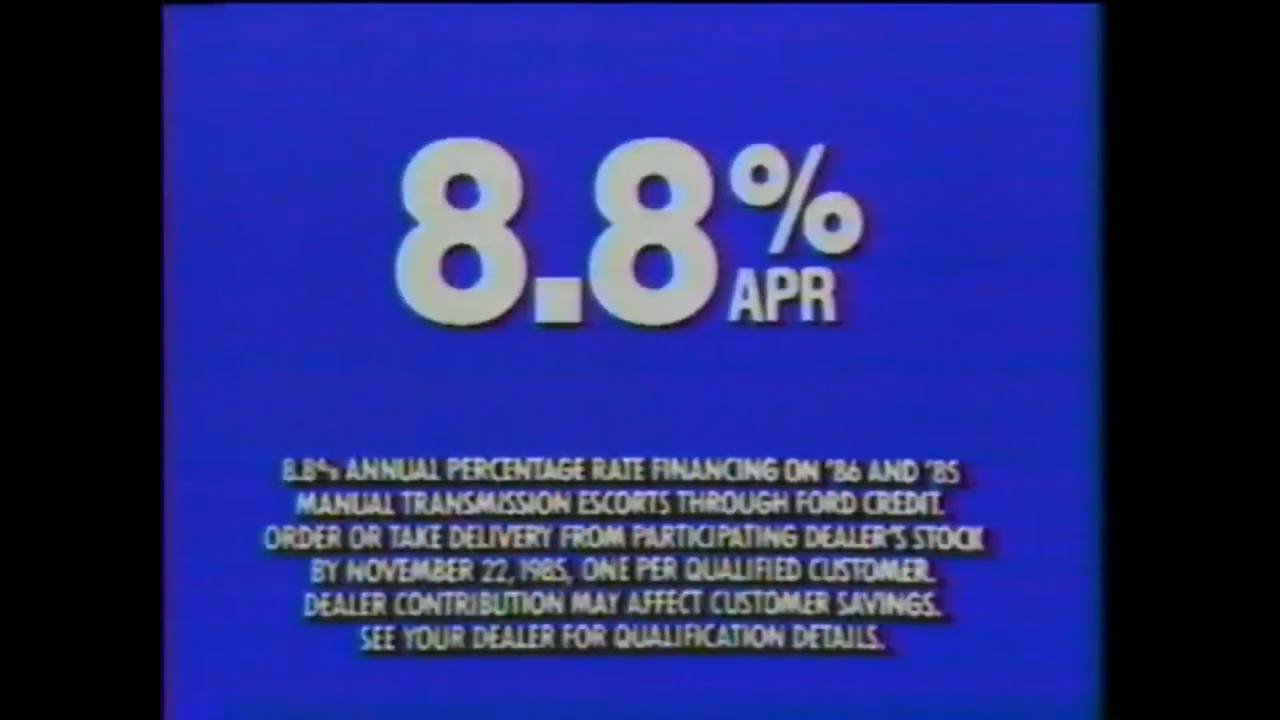 8.8%
APR
8.8% ANNUAL PERCENTAGE RATE FINANCING ON '86 AND '85
MANUAL TRANSMISSION ESCORTS THROUGH FORD CREDIT.
ORDER OR TAKE DELIVERY FROM PARTICIPATING DEALER'S STOCK
BY NOVEMBER 22, 1985, ONE PER QUALIFIED CUSTOMER.
DEALER CONTRIBUTION MAY AFFECT CUSTOMER SAVINGS.
SEE YOUR DEALER FOR QUALIFICATION DETAILS.